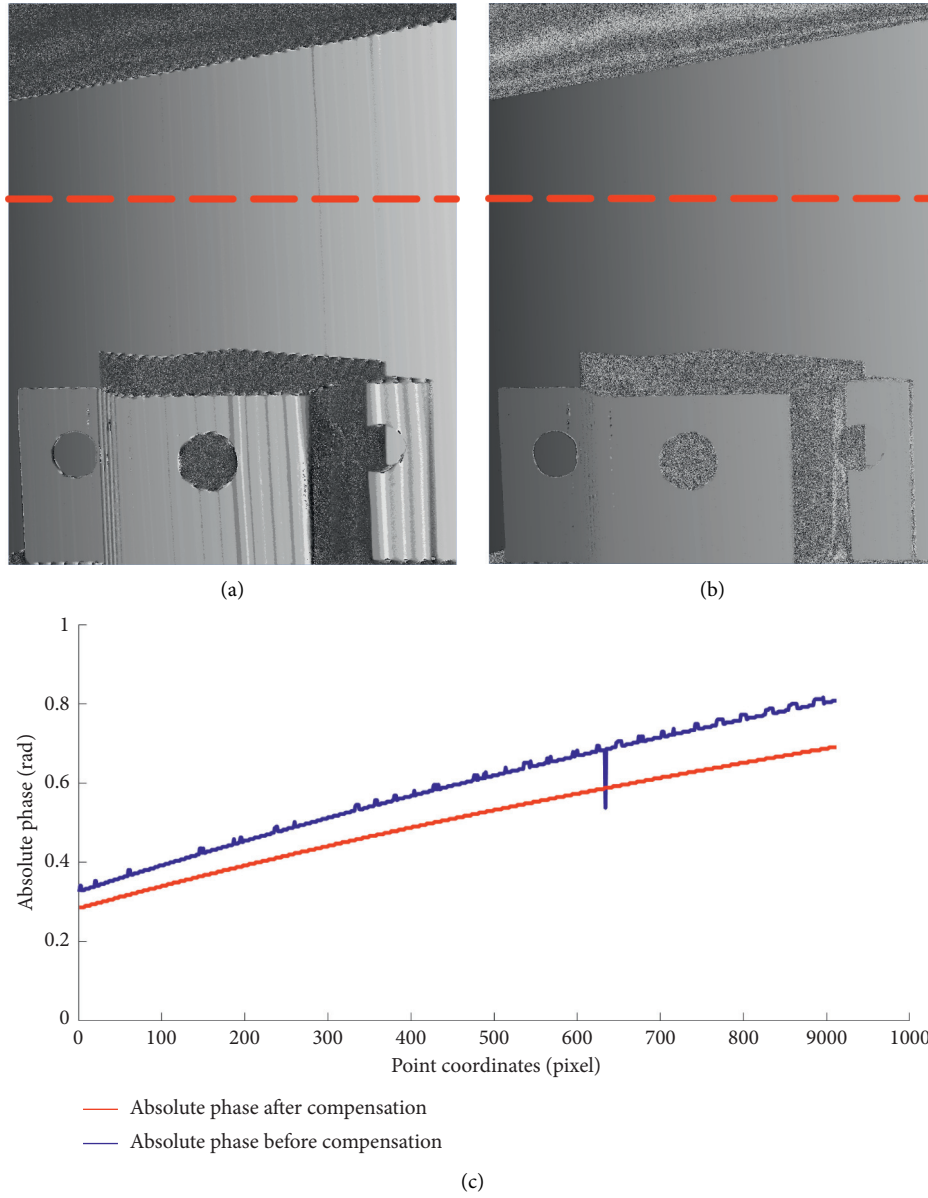 (a)
(b)
1
0.8
0.6
0.4
0.2
0
Absolute phase (rad)
0 100 200 300 400 500 600 700 800 9000 1000
Point coordinates (pixel)
Absolute phase after compensation
Absolute phase before compensation
(c)